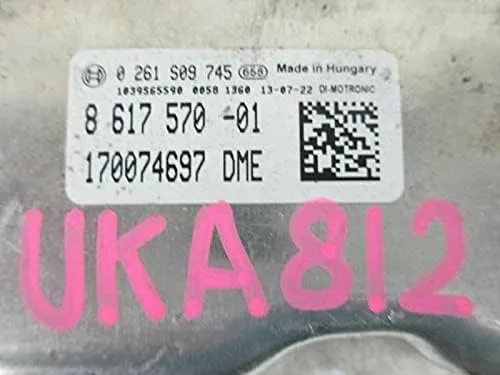 0 261 S09 745 658 Made in Hungary
1039S65590 0058 1360 13-07-22 DI-MOTRONIC
8 617 570 -01
170074697 DME
UKA812